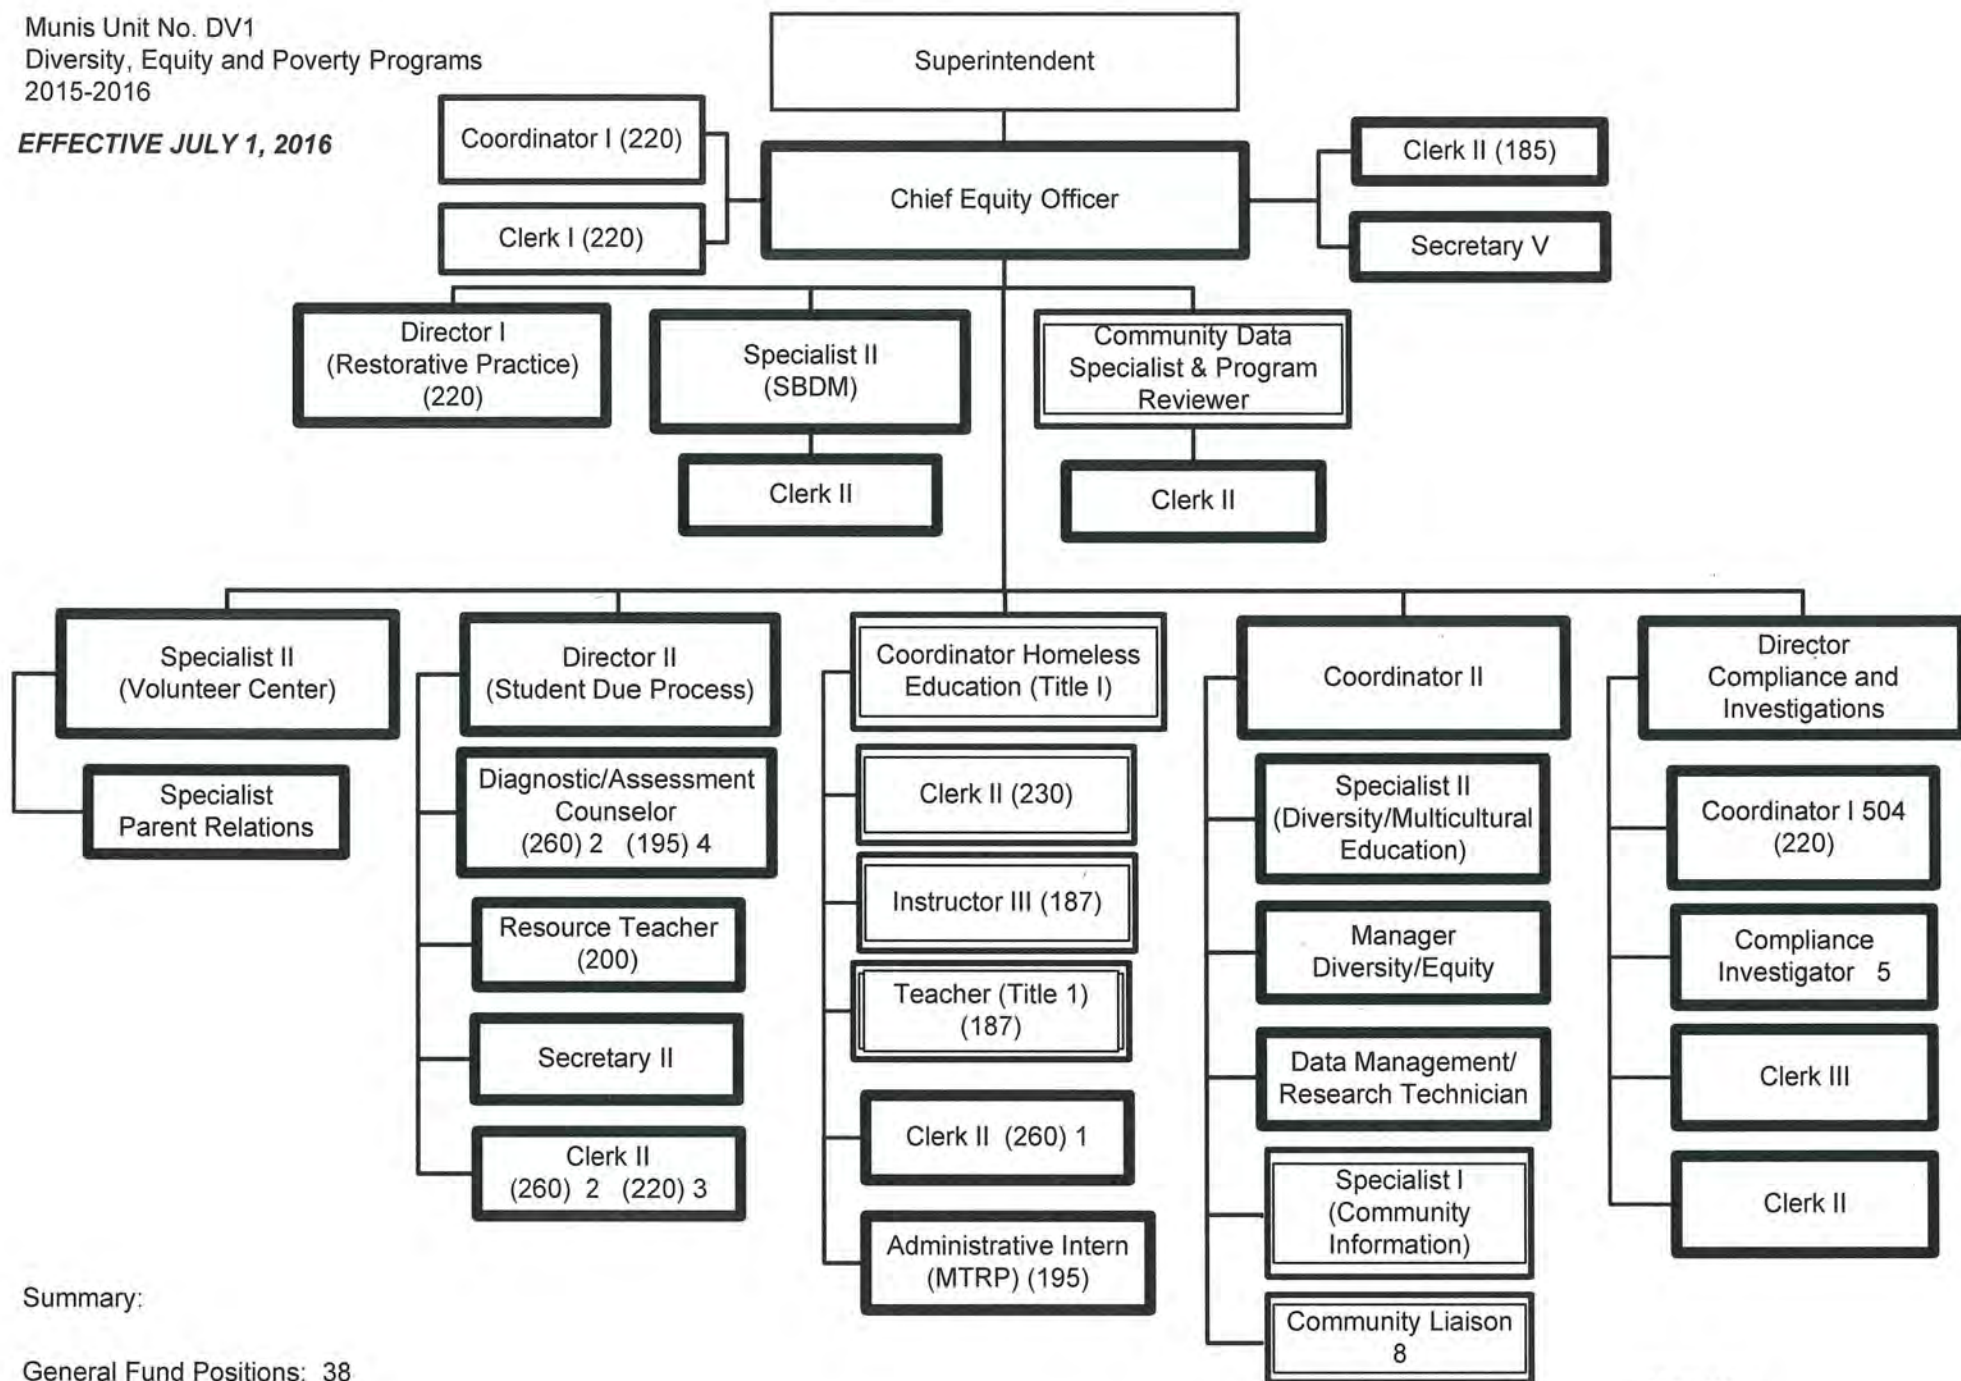 Munis Unit No. DV1
Diversity, Equity and Poverty Programs
2015-2016
EFFECTIVE JULY 1, 2016
Superintendent
Coordinator I (220)
Clerk I (220)
Chief Equity Officer
Clerk II (185)
Secretary V
Director I
(Restorative Practice)
(220)
Specialist II
(SBDM)
Clerk II
Community Data
Specialist & Program
Reviewer
Clerk II
Specialist II
(Volunteer Center)
Specialist
Parent Relations
Director II
(Student Due Process)
Diagnostic/Assessment
Counselor
(260) 2 (195) 4
Resource Teacher
(200)
Secretary II
Clerk II
(260) 2 (220) 3
Coordinator Homeless
Education (Title I)
Clerk II (230)
Instructor III (187)
Teacher (Title 1)
(187)
Clerk II (260) 1
Administrative Intern
(MTRP) (195)
Coordinator II
Specialist II
(Diversity/Multicultural
Education)
Manager
Diversity/Equity
Data Management/
Research Technician
Specialist I
(Community
Information)
Community Liaison
8
Director
Compliance and
Investigations
Coordinator I 504
(220)
Compliance
Investigator 5
Clerk III
Clerk II
Summary:
General Fund Positions: 38